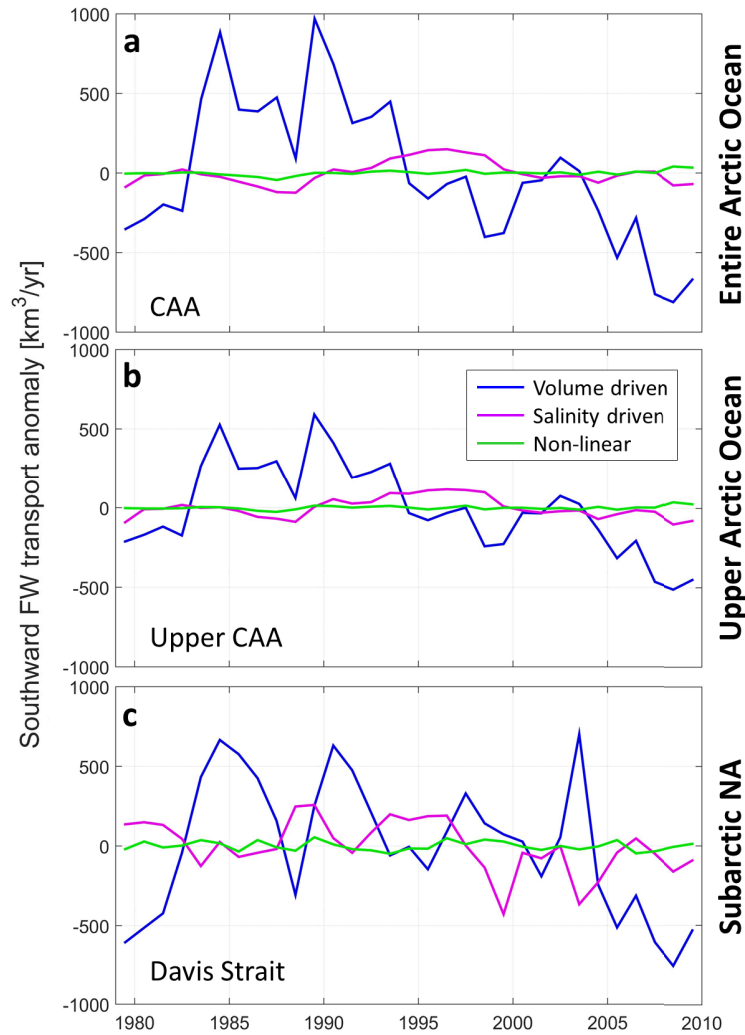 Southward FW transport anomaly [km³/yr]
a
1000
500
0
-500
-1000
CAA
Entire Arctic Ocean
b
1000
500
0
-500
-1000
Volume driven
Salinity driven
Non-linear
Upper CAA
Upper Arctic Ocean
c
1000
500
0
-500
-1000
Davis Strait
Subarctic NA
1980 1985 1990 1995 2000 2005 2010